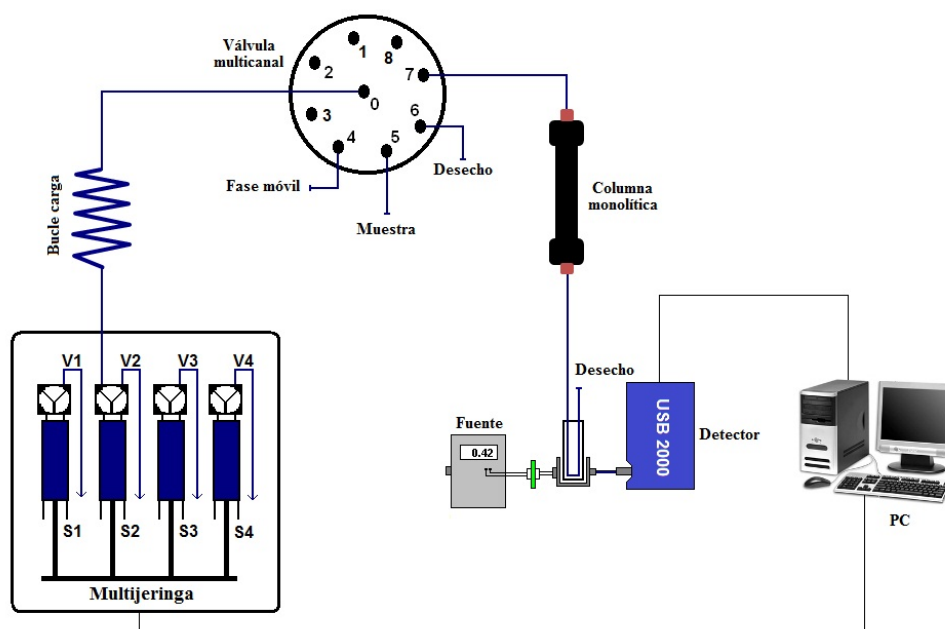 Válvula
multicanal
1
8
2
7
0
3
6
4
5
Desecho
Fase móvil
Muestra
Columna
monolítica
Bucle carga
V1 V2 V3 V4
Desecho
Fuente
0.42
USB 2000
Detector
S1 S2 S3 S4
PC
Multijeringa